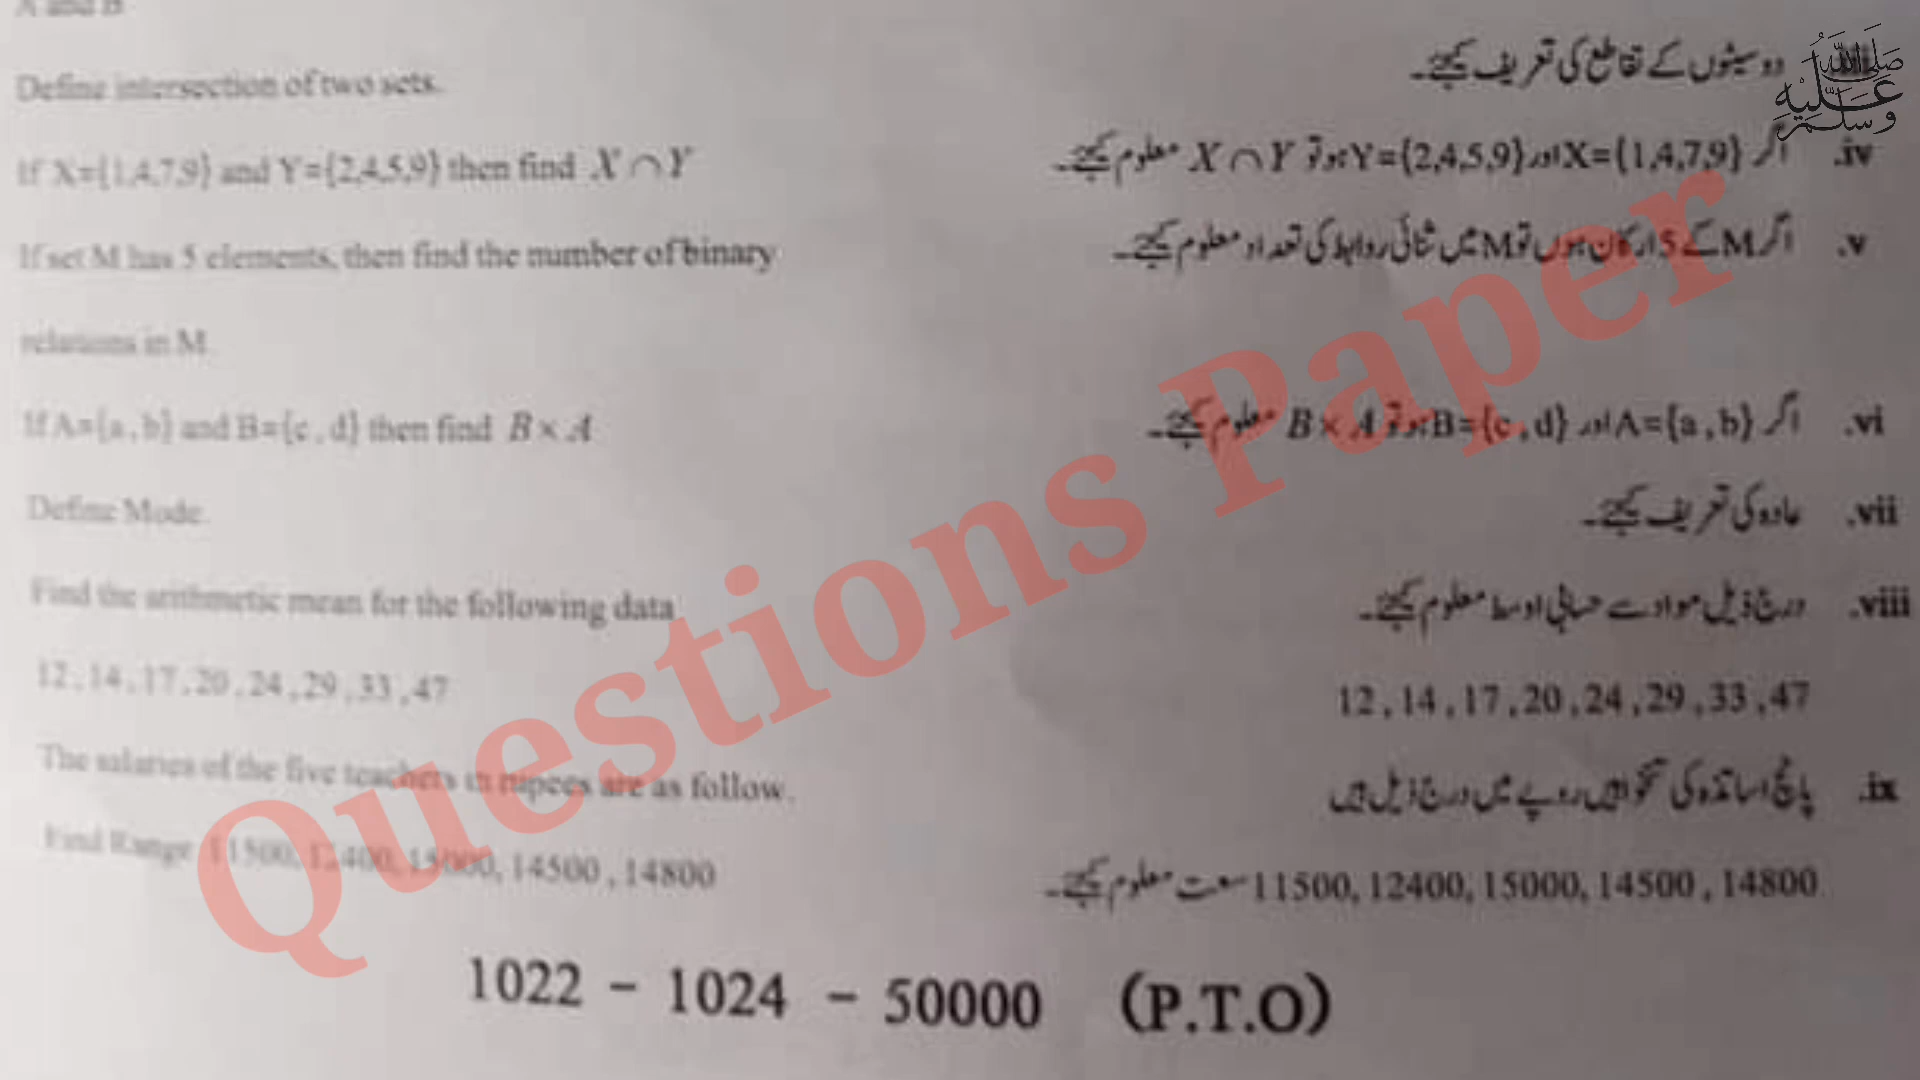 A and B
Define intersection of two sets.
دو سیٹوں کے تقاطع کی تعریف کیجئے۔
صلى الله عليه وسلم
If X={1,4,7,9} and Y={2,4,5,9} then find X ∩ Y
iv. اگر X={1,4,7,9} اور Y={2,4,5,9} ہو تو X ∩ Y معلوم کیجئے۔
If set M has 5 elements, then find the number of binary
v. اگر M کے 5 ارکان ہوں تو M میں ثنائی روابط کی تعداد معلوم کیجئے۔
relations in M.
If A={a , b} and B={c , d} then find B × A
vi. اگر A={a , b} اور B={c , d} ہو تو B × A معلوم کیجئے۔
Define Mode.
vii. عادہ کی تعریف کیجئے۔
Find the arithmetic mean for the following data
viii. درج ذیل مواد سے حسابی اوسط معلوم کیجئے۔
12 , 14 , 17 , 20 , 24 , 29 , 33 , 47
12 , 14 , 17 , 20 , 24 , 29 , 33 , 47
The salaries of the five teachers in rupees are as follow.
ix. پانچ اساتذہ کی تنخواہیں روپے میں درج ذیل ہیں
Find Range 11500, 12400, 15000, 14500 , 14800
11500, 12400, 15000, 14500 , 14800 سعت معلوم کیجئے۔
1022 - 1024 - 50000 (P.T.O)
Questions Paper